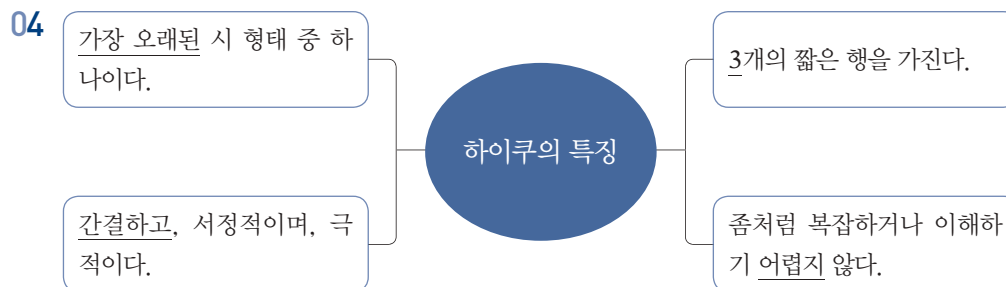 04
가장 오래된 시 형태 중 하
나이다.
3개의 짧은 행을 가진다.
하이쿠의 특징
간결하고, 서정적이며, 극
적이다.
좀처럼 복잡하거나 이해하
기 어렵지 않다.